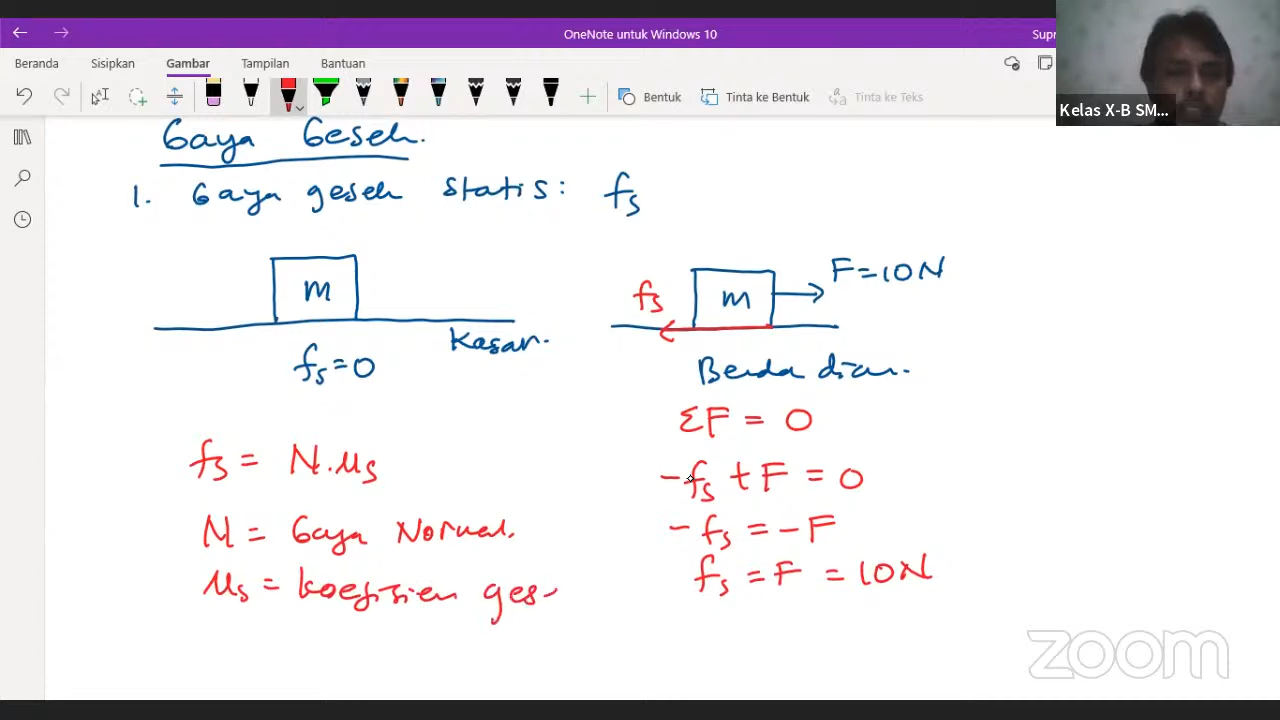 OneNote untuk Windows 10
Supr
Beranda Sisipkan Gambar Tampilan Bantuan
Bentuk Tinta ke Bentuk Tinta ke Teks
Kelas X-B SM...
Gaya Gesek.
1. Gaya gesek statis: fs
m
fs=0
Kasar.
fs
m
F=10N
Benda diam.
ΣF = 0
-fs + F = 0
- fs = - F
fs = F = 10N
fs = N.μs
N = Gaya Normal.
μs = koefisien ges
zoom